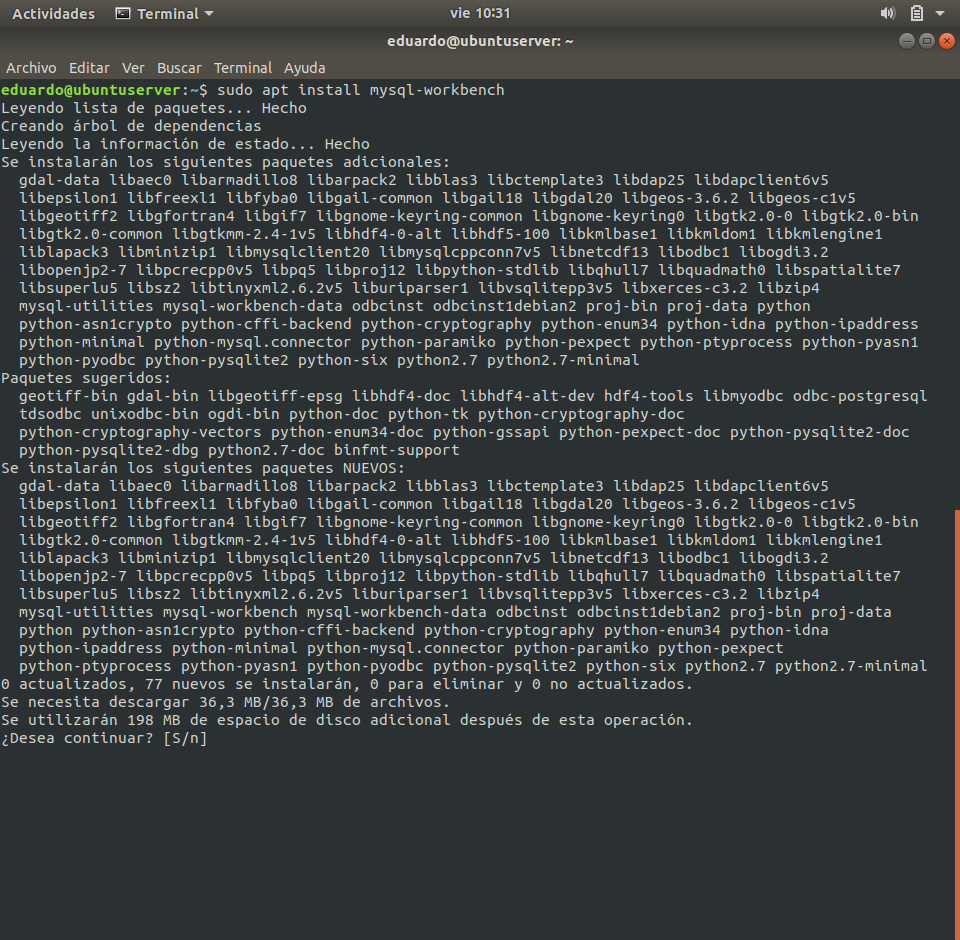 Actividades Terminal vie 10:31
eduardo@ubuntuserver: ~
Archivo Editar Ver Buscar Terminal Ayuda
eduardo@ubuntuserver:~$ sudo apt install mysql-workbench
Leyendo lista de paquetes... Hecho
Creando árbol de dependencias
Leyendo la información de estado... Hecho
Se instalarán los siguientes paquetes adicionales:
gdal-data libaec0 libarmadillo8 libarpack2 libblas3 libctemplate3 libdap25 libdapclient6v5
libepsilon1 libfreexl1 libfyba0 libgail-common libgail18 libgdal20 libgeos-3.6.2 libgeos-c1v5
libgeotiff2 libgfortran4 libgif7 libgnome-keyring-common libgnome-keyring0 libgtk2.0-0 libgtk2.0-bin
libgtk2.0-common libgtkmm-2.4-1v5 libhdf4-0-alt libhdf5-100 libkmlbase1 libkmldom1 libkmlengine1
liblapack3 libminizip1 libmysqlclient20 libmysqlcppconn7v5 libnetcdf13 libodbc1 libogdi3.2
libopenjp2-7 libpcrecpp0v5 libpq5 libproj12 libpython-stdlib libqhull7 libquadmath0 libspatialite7
libsuperlu5 libsz2 libtinyxml2.6.2v5 liburiparser1 libvsqlitepp3v5 libxerces-c3.2 libzip4
mysql-utilities mysql-workbench-data odbcinst odbcinst1debian2 proj-bin proj-data python
python-asn1crypto python-cffi-backend python-cryptography python-enum34 python-idna python-ipaddress
python-minimal python-mysql.connector python-paramiko python-pexpect python-ptyprocess python-pyasn1
python-pyodbc python-pysqlite2 python-six python2.7 python2.7-minimal
Paquetes sugeridos:
geotiff-bin gdal-bin libgeotiff-epsg libhdf4-doc libhdf4-alt-dev hdf4-tools libmyodbc odbc-postgresql
tdsodbc unixodbc-bin ogdi-bin python-doc python-tk python-cryptography-doc
python-cryptography-vectors python-enum34-doc python-gssapi python-pexpect-doc python-pysqlite2-doc
python-pysqlite2-dbg python2.7-doc binfmt-support
Se instalarán los siguientes paquetes NUEVOS:
gdal-data libaec0 libarmadillo8 libarpack2 libblas3 libctemplate3 libdap25 libdapclient6v5
libepsilon1 libfreexl1 libfyba0 libgail-common libgail18 libgdal20 libgeos-3.6.2 libgeos-c1v5
libgeotiff2 libgfortran4 libgif7 libgnome-keyring-common libgnome-keyring0 libgtk2.0-0 libgtk2.0-bin
libgtk2.0-common libgtkmm-2.4-1v5 libhdf4-0-alt libhdf5-100 libkmlbase1 libkmldom1 libkmlengine1
liblapack3 libminizip1 libmysqlclient20 libmysqlcppconn7v5 libnetcdf13 libodbc1 libogdi3.2
libopenjp2-7 libpcrecpp0v5 libpq5 libproj12 libpython-stdlib libqhull7 libquadmath0 libspatialite7
libsuperlu5 libsz2 libtinyxml2.6.2v5 liburiparser1 libvsqlitepp3v5 libxerces-c3.2 libzip4
mysql-utilities mysql-workbench mysql-workbench-data odbcinst odbcinst1debian2 proj-bin proj-data
python python-asn1crypto python-cffi-backend python-cryptography python-enum34 python-idna
python-ipaddress python-minimal python-mysql.connector python-paramiko python-pexpect
python-ptyprocess python-pyasn1 python-pyodbc python-pysqlite2 python-six python2.7 python2.7-minimal
0 actualizados, 77 nuevos se instalarán, 0 para eliminar y 0 no actualizados.
Se necesita descargar 36,3 MB/36,3 MB de archivos.
Se utilizarán 198 MB de espacio de disco adicional después de esta operación.
¿Desea continuar? [S/n]